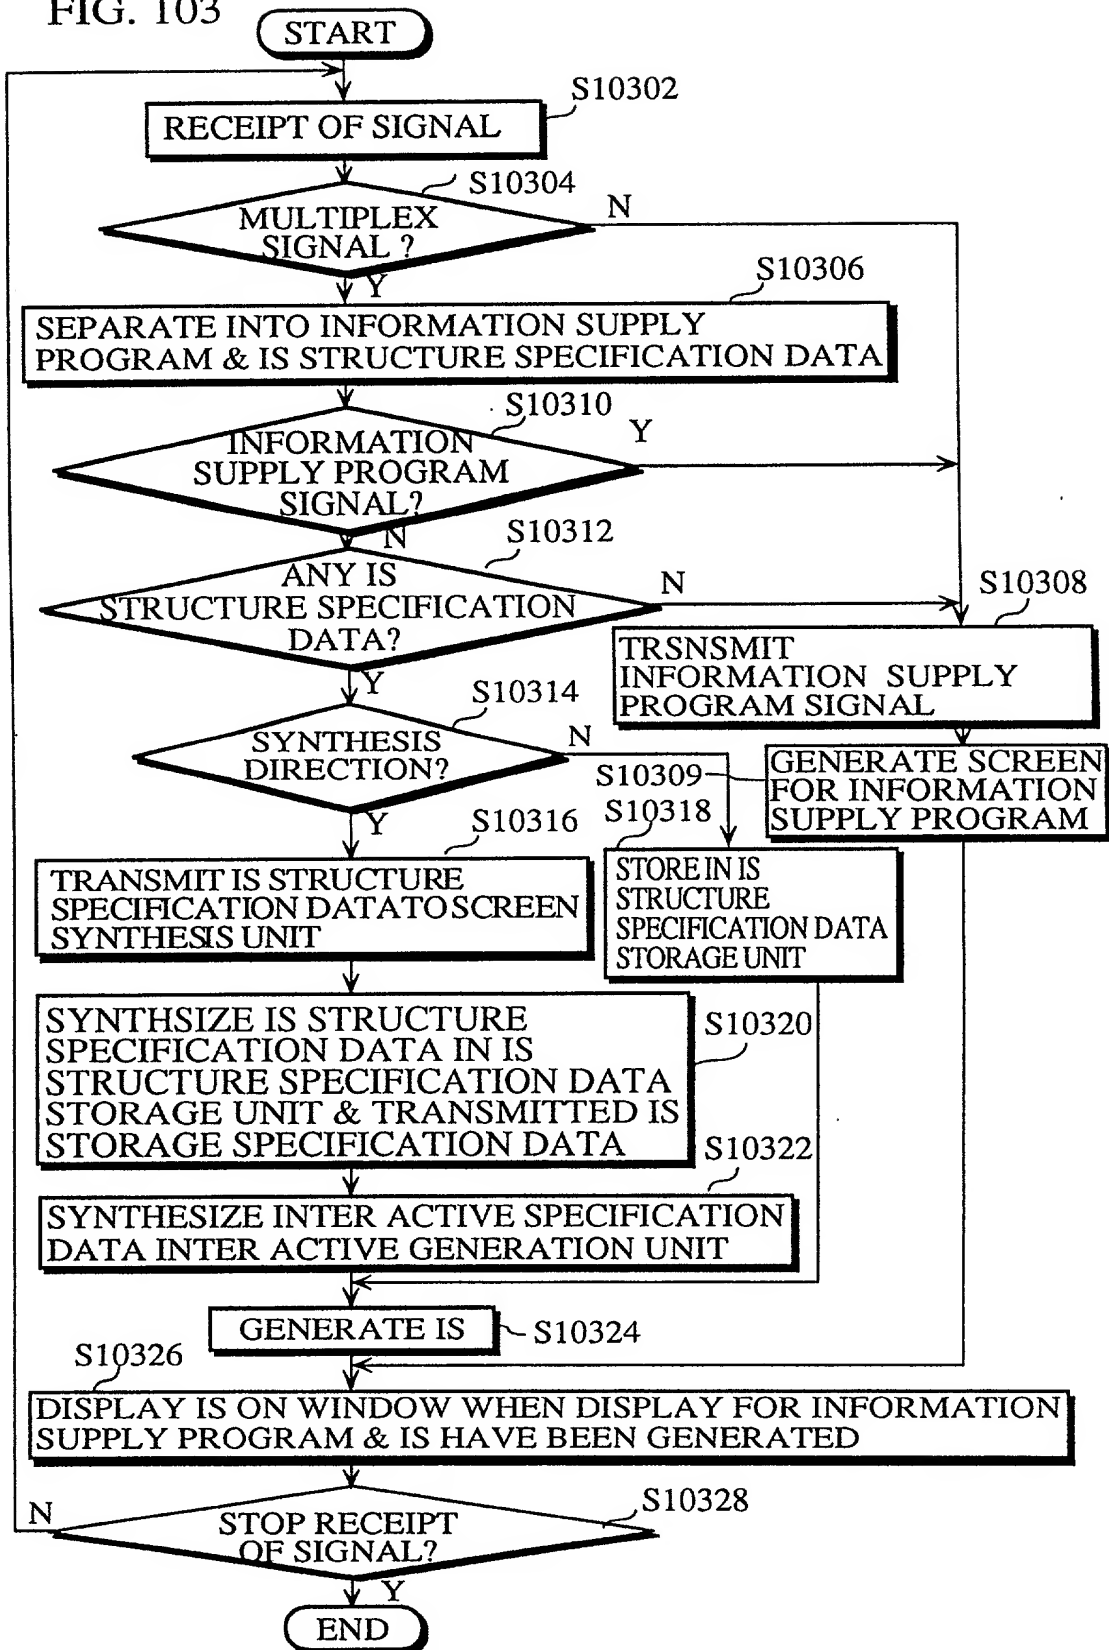 FIG. 103
START
S10302
RECEIPT OF SIGNAL
S10304
MULTIPLEX
SIGNAL ?
N
Y
S10306
SEPARATE INTO INFORMATION SUPPLY
PROGRAM & IS STRUCTURE SPECIFICATION DATA
S10310
INFORMATION
SUPPLY PROGRAM
SIGNAL?
Y
N
S10312
ANY IS
STRUCTURE SPECIFICATION
DATA?
N
Y
S10308
TRSNSMIT
INFORMATION SUPPLY
PROGRAM SIGNAL
S10314
SYNTHESIS
DIRECTION?
N
Y
S10309
GENERATE SCREEN
FOR INFORMATION
SUPPLY PROGRAM
S10316
TRANSMIT IS STRUCTURE
SPECIFICATION DATA TO SCREEN
SYNTHESIS UNIT
S10318
STORE IN IS
STRUCTURE
SPECIFICATION DATA
STORAGE UNIT
S10320
SYNTHSIZE IS STRUCTURE
SPECIFICATION DATA IN IS
STRUCTURE SPECIFICATION DATA
STORAGE UNIT & TRANSMITTED IS
STORAGE SPECIFICATION DATA
S10322
SYNTHESIZE INTER ACTIVE SPECIFICATION
DATA INTER ACTIVE GENERATION UNIT
GENERATE IS
S10324
S10326
DISPLAY IS ON WINDOW WHEN DISPLAY FOR INFORMATION
SUPPLY PROGRAM & IS HAVE BEEN GENERATED
N
STOP RECEIPT
OF SIGNAL?
S10328
Y
END